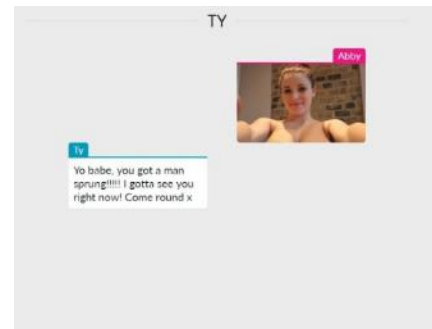 TY
Abby
Ty
Yo babe, you got a man
sprung!!!!! I gotta see you
right now! Come round x